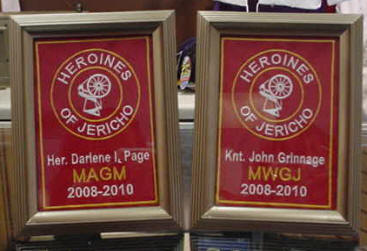 HEROINES
OF JERICHO
Her. Darlene I. Page
MAGM
2008-2010
HEROINES
OF JERICHO
Knt. John Grinnage
MWGJ
2008-2010